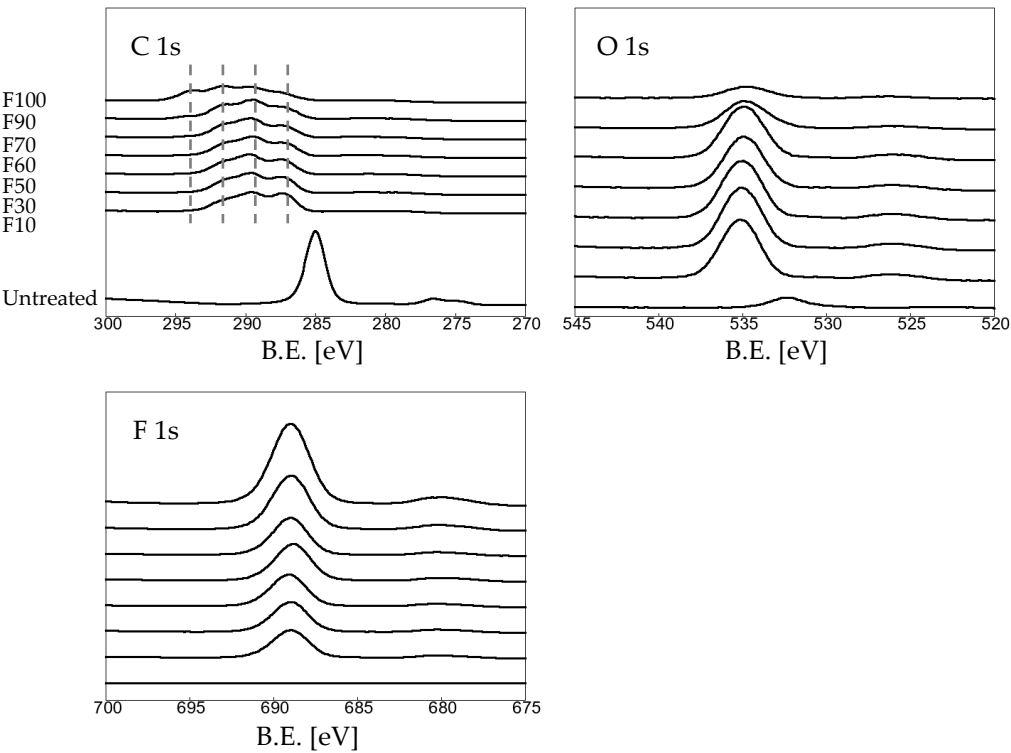 C 1s
F100
F90
F70
F60
F50
F30
F10
Untreated
300 295 290 285 280 275 270
B.E. [eV]
O 1s
545 540 535 530 525 520
B.E. [eV]
F 1s
700 695 690 685 680 675
B.E. [eV]